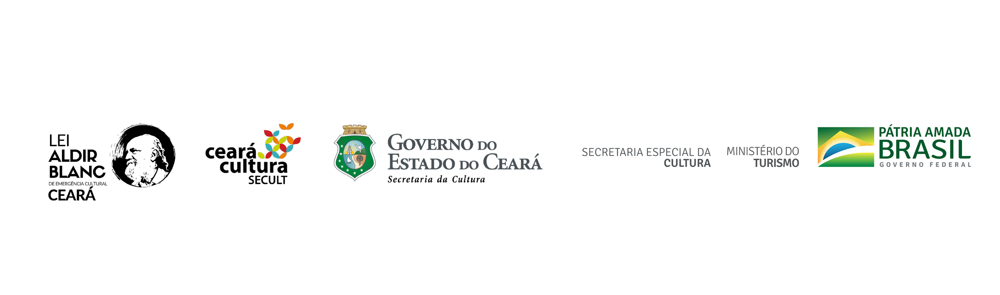 LEI
ALDIR
BLANC
DE EMERGÊNCIA CULTURAL
CEARÁ
ceará
cultura
SECULT
GOVERNO DO
ESTADO DO CEARÁ
Secretaria da Cultura
SECRETARIA ESPECIAL DA
CULTURA
MINISTÉRIO DO
TURISMO
PÁTRIA AMADA
BRASIL
GOVERNO FEDERAL